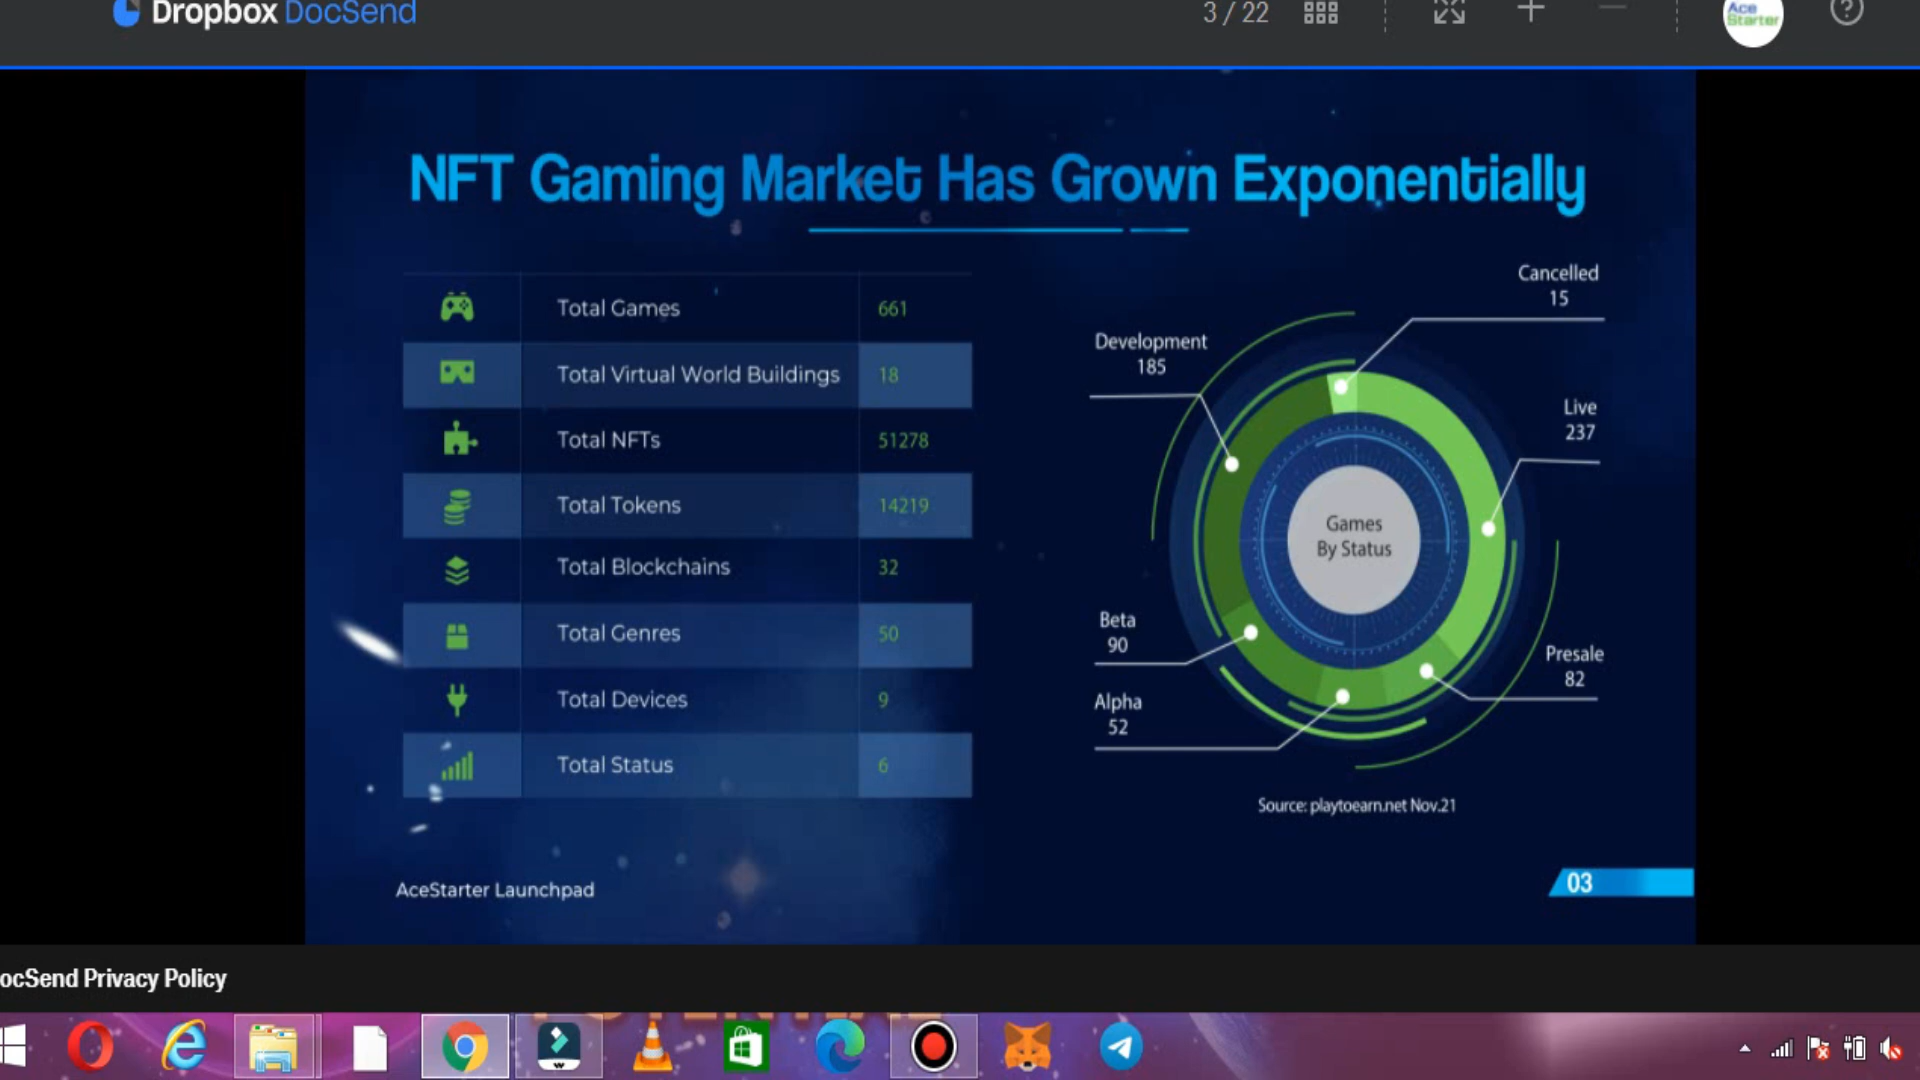 Dropbox DocSend
3 / 22
Ace
Starter
?
NFT Gaming Market Has Grown Exponentially
Total Games 661
Total Virtual World Buildings 18
Total NFTs 51278
Total Tokens 14219
Total Blockchains 32
Total Genres 50
Total Devices 9
Total Status 6
Cancelled
15
Development
185
Live
237
Games
By Status
Beta
90
Presale
82
Alpha
52
Source: playtoearn.net Nov.21
AceStarter Launchpad
03
ocSend Privacy Policy